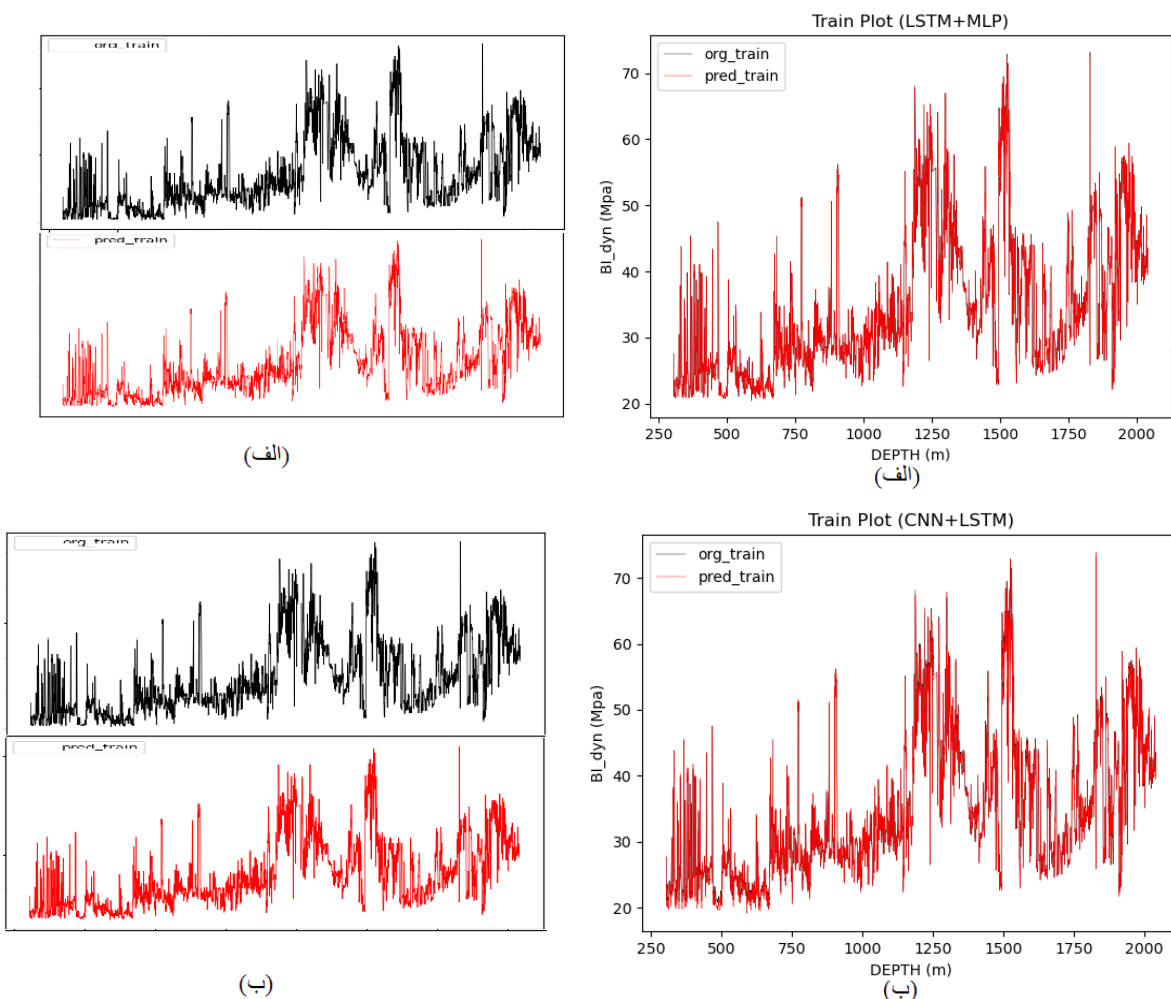 org_train
pred_train
(الف)
Train Plot (LSTM+MLP)
org_train
pred_train
BI_dyn (Mpa)
70
60
50
40
30
20
250 500 750 1000 1250 1500 1750 2000
DEPTH (m)
(الف)
org_train
pred_train
(ب)
Train Plot (CNN+LSTM)
org_train
pred_train
BI_dyn (Mpa)
70
60
50
40
30
20
250 500 750 1000 1250 1500 1750 2000
DEPTH (m)
(ب)